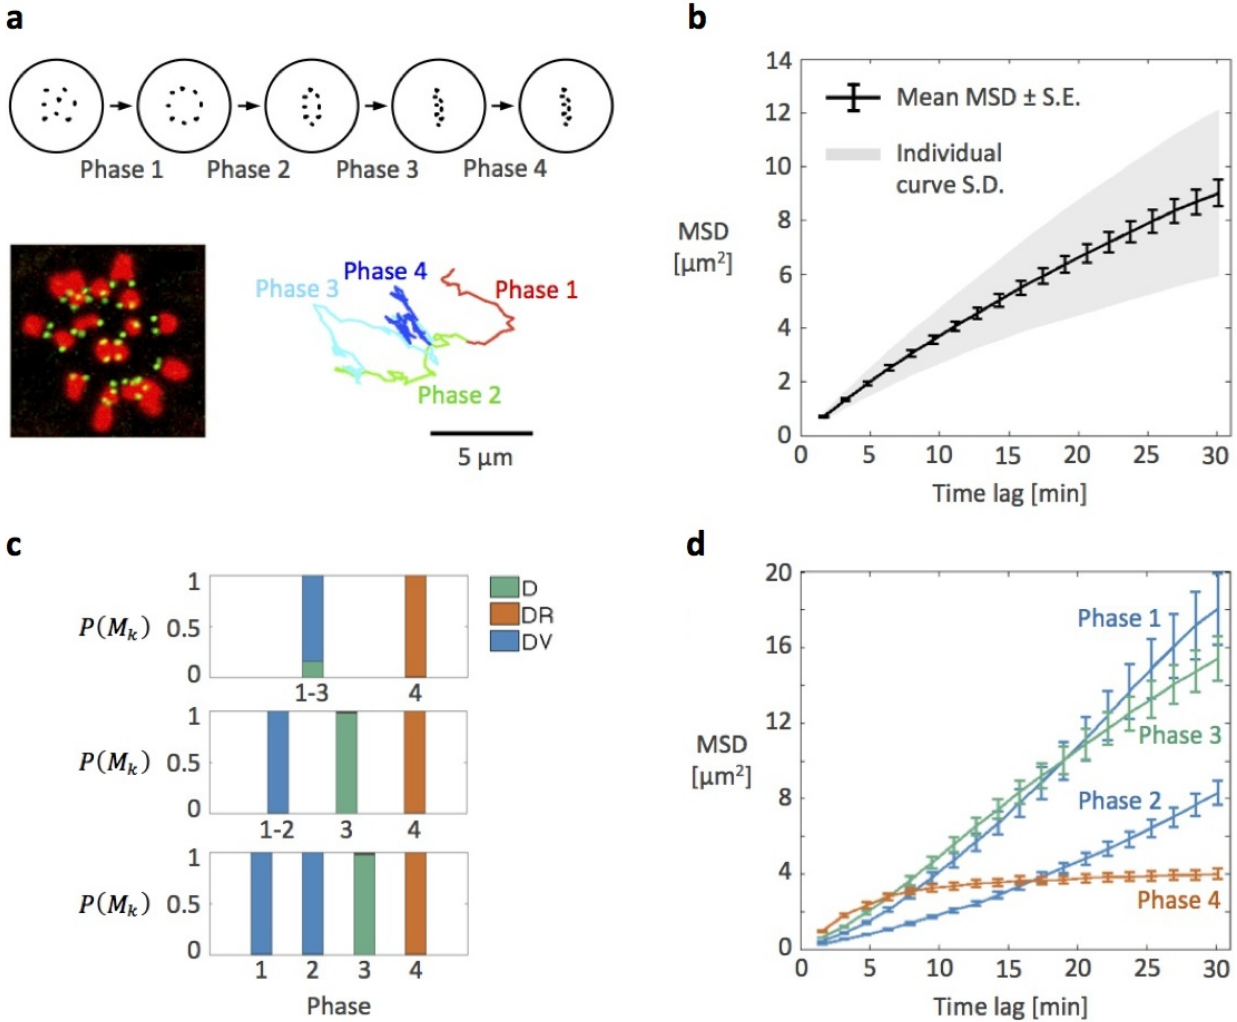 a
Phase 1 Phase 2 Phase 3 Phase 4
Phase 4
Phase 3
Phase 1
Phase 2
5 µm
b
14
12
10
8
6
4
2
0
MSD
[µm²]
Mean MSD ± S.E.
Individual
curve S.D.
0 5 10 15 20 25 30
Time lag [min]
c
1
P(Mₖ) 0.5
0
1-3 4
D
DR
DV
1
P(Mₖ) 0.5
0
1-2 3 4
1
P(Mₖ) 0.5
0
1 2 3 4
Phase
d
20
16
12
8
4
0
MSD
[µm²]
Phase 1
Phase 3
Phase 2
Phase 4
0 5 10 15 20 25 30
Time lag [min]